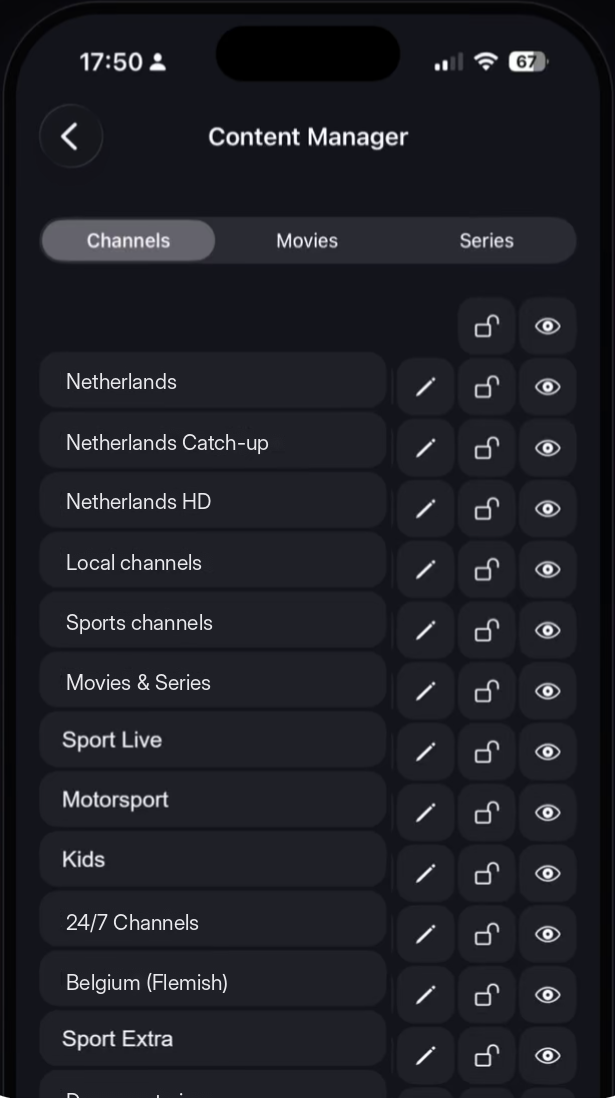 17:50
67
Content Manager
Channels
Movies
Series
Netherlands
Netherlands Catch-up
Netherlands HD
Local channels
Sports channels
Movies & Series
Sport Live
Motorsport
Kids
24/7 Channels
Belgium (Flemish)
Sport Extra